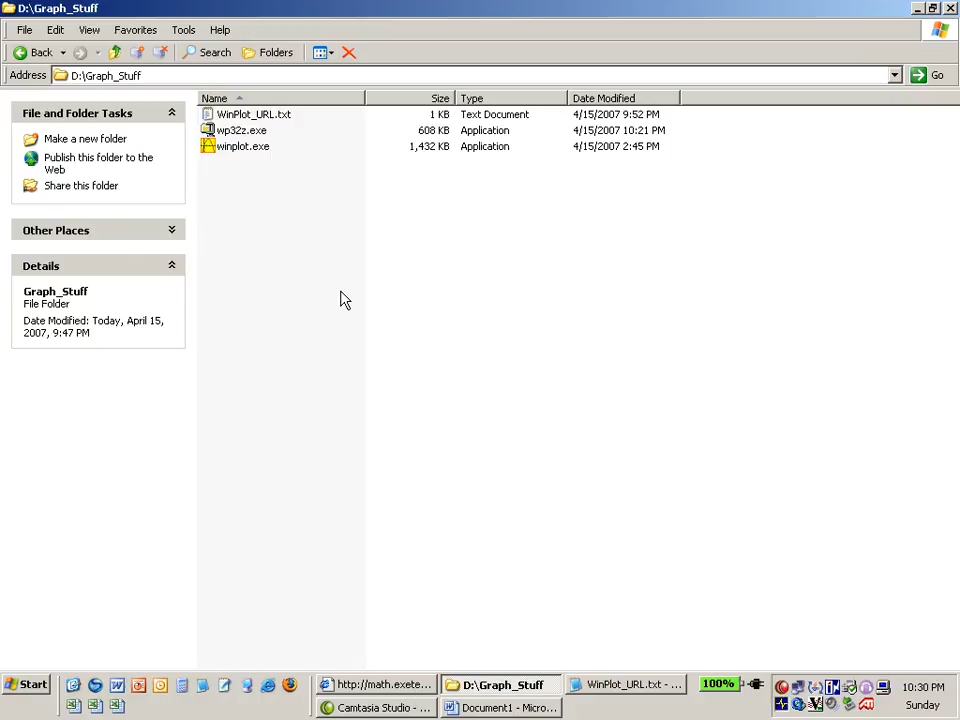 D:\Graph_Stuff
File Edit View Favorites Tools Help
Back Search Folders
Address D:\Graph_Stuff Go
File and Folder Tasks
Make a new folder
Publish this folder to the
Web
Share this folder
Other Places
Details
Graph_Stuff
File Folder
Date Modified: Today, April 15,
2007, 9:47 PM
Name Size Type Date Modified
WinPlot_URL.txt 1 KB Text Document 4/15/2007 9:52 PM
wp32z.exe 608 KB Application 4/15/2007 10:21 PM
winplot.exe 1,432 KB Application 4/15/2007 2:45 PM
Start http://math.exete... D:\Graph_Stuff WinPlot_URL.txt - ... 100% 10:30 PM
Camtasia Studio - ... Document1 - Micro... Sunday